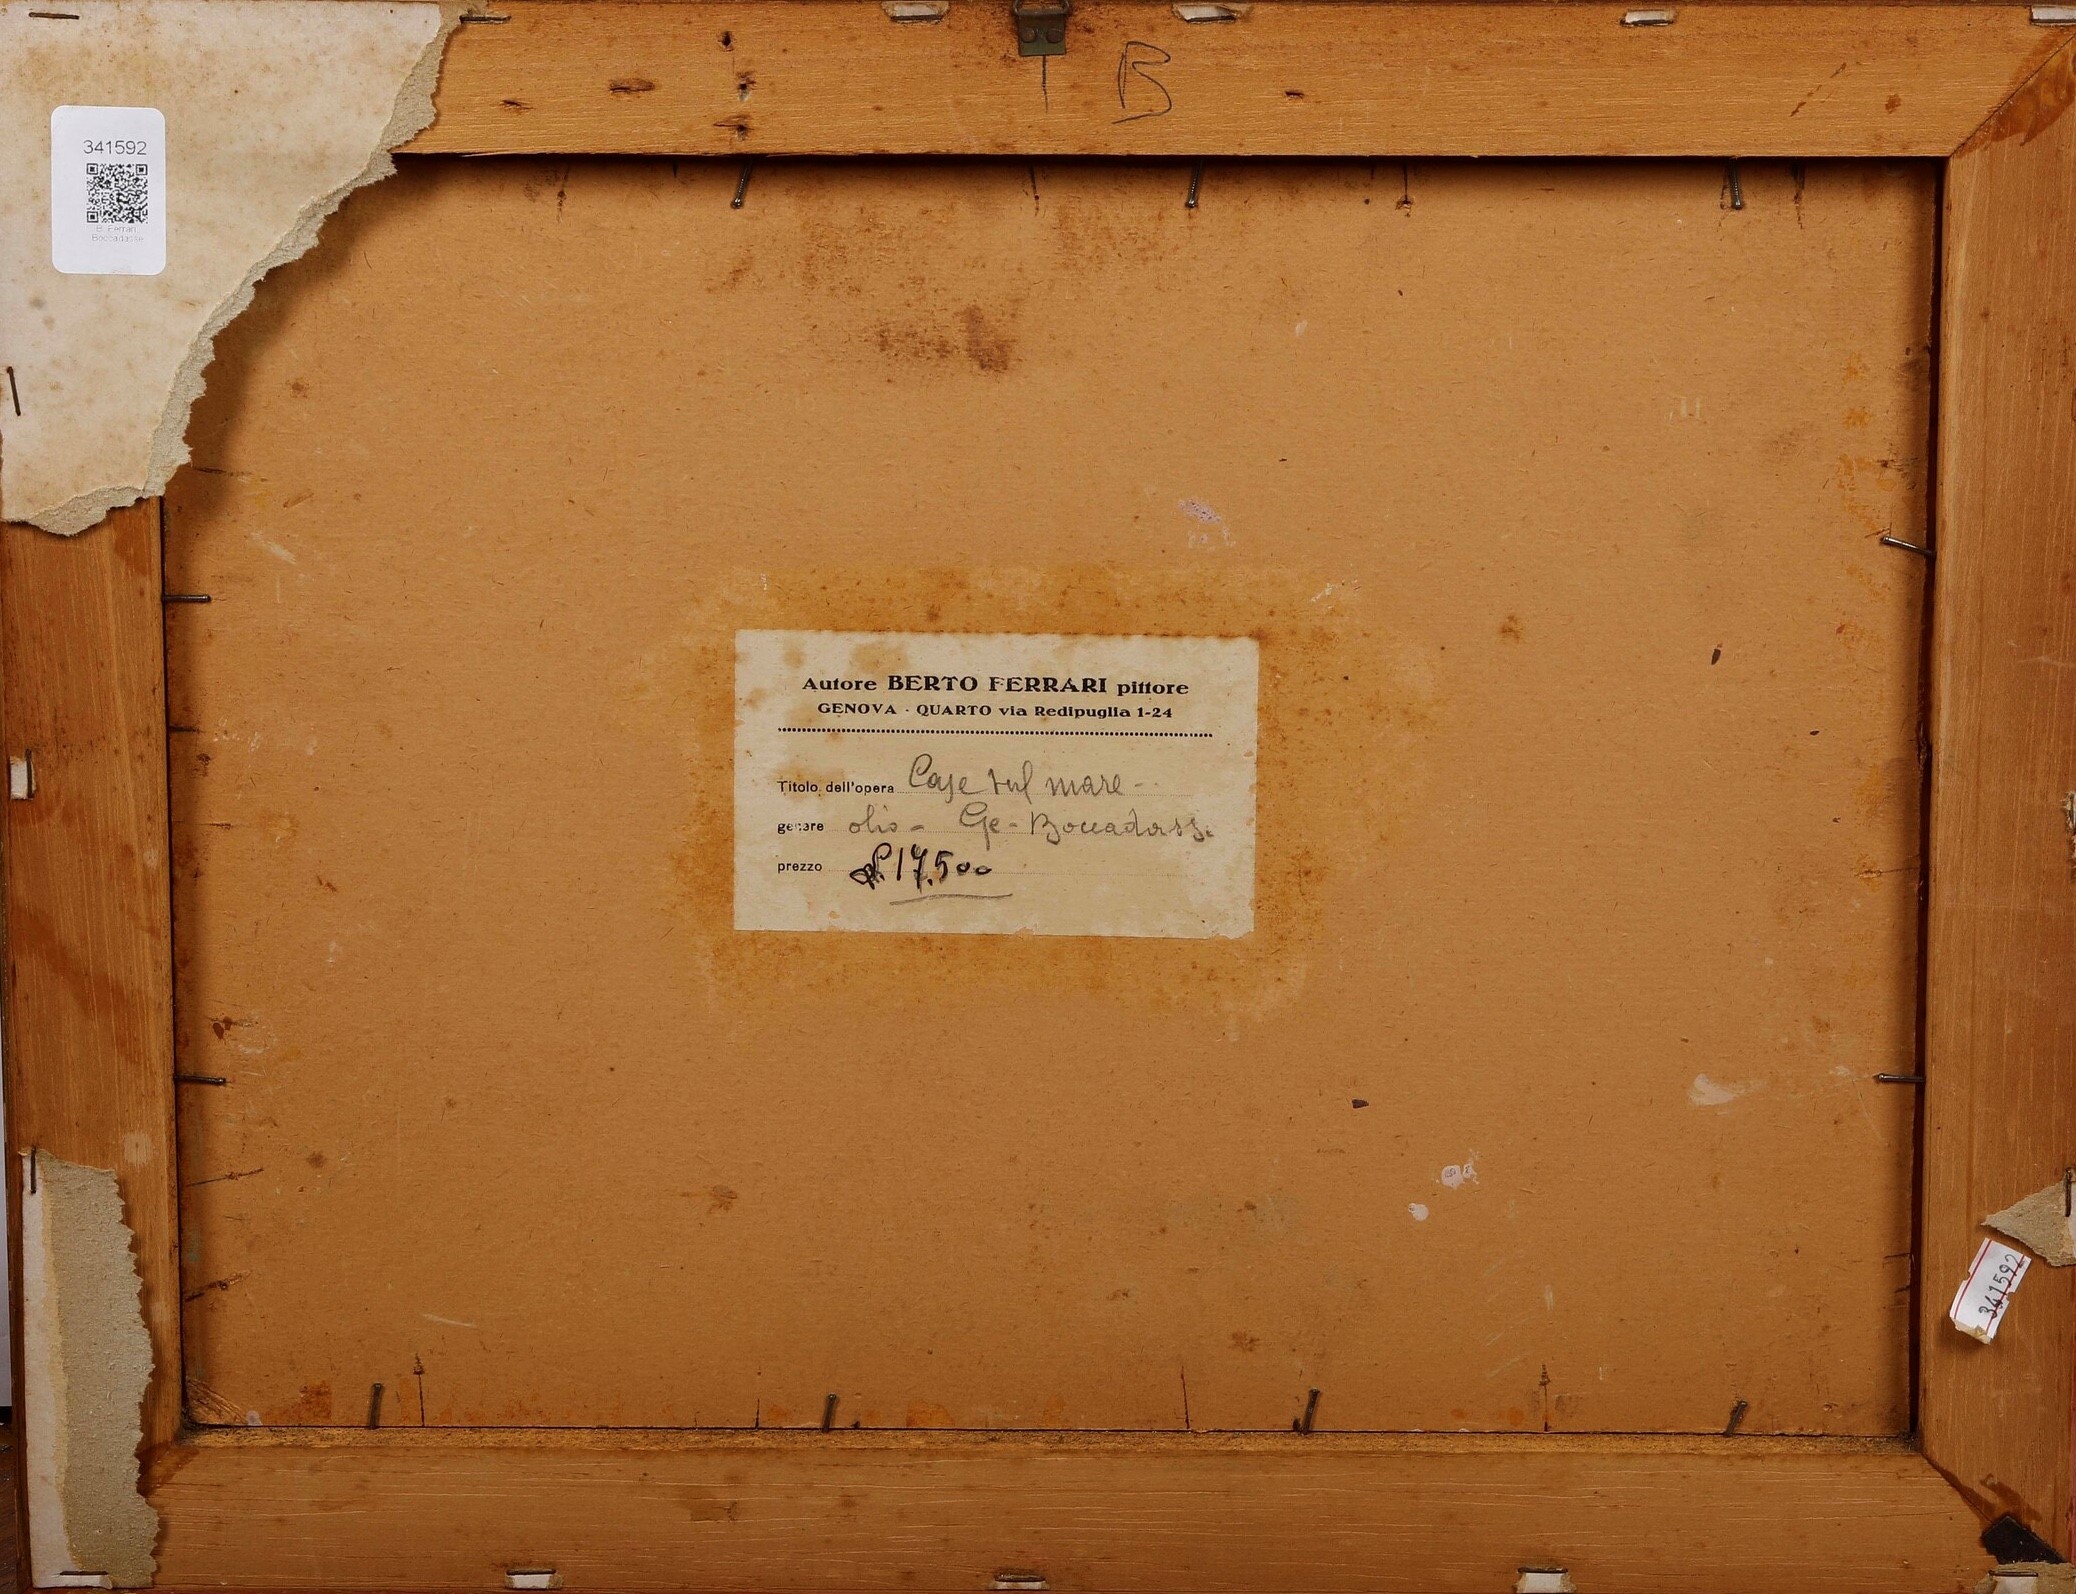 B
341592
B Ferrari
Boccadasse
Autore BERTO FERRARI pittore
GENOVA - QUARTO via Redipuglia 1-24
Titolo dell'opera Case sul mare -
genere olio - Ge - Boccadasse
prezzo £. 17.500
341592